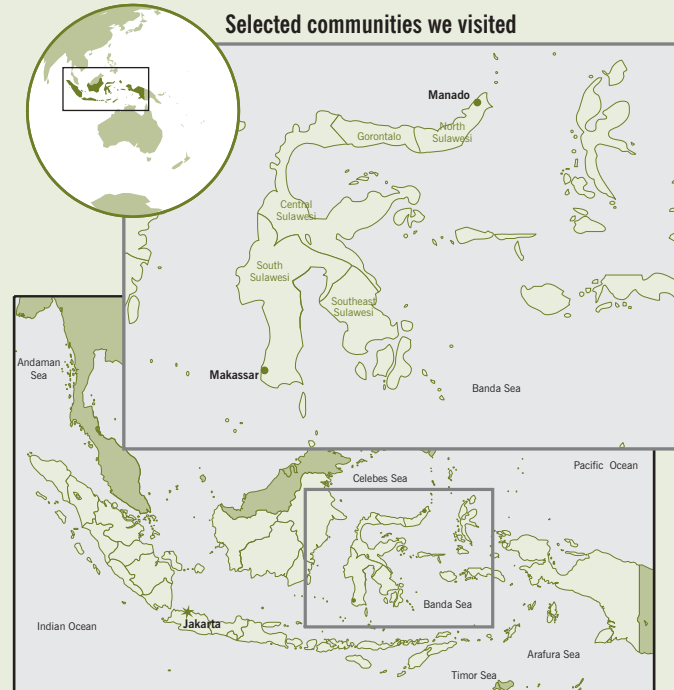 Selected communities we visited
Manado
Gorontalo
North
Sulawesi
Central
Sulawesi
South
Sulawesi
Southeast
Sulawesi
Makassar
Banda Sea
Andaman
Sea
Pacific Ocean
Celebes Sea
Banda Sea
Jakarta
Indian Ocean
Arafura Sea
Timor Sea